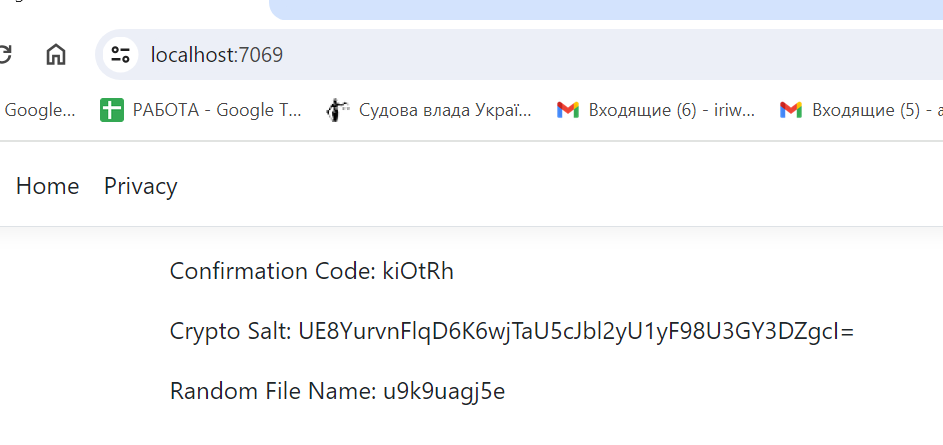 localhost:7069
Google... РАБОТА - Google Т... Судова влада Украї... Входящие (6) - iriw... Входящие (5) - а
Home Privacy
Confirmation Code: kiOtRh
Crypto Salt: UE8YurvnFlqD6K6wjTaU5cJbl2yU1yF98U3GY3DZgcI=
Random File Name: u9k9uagj5e